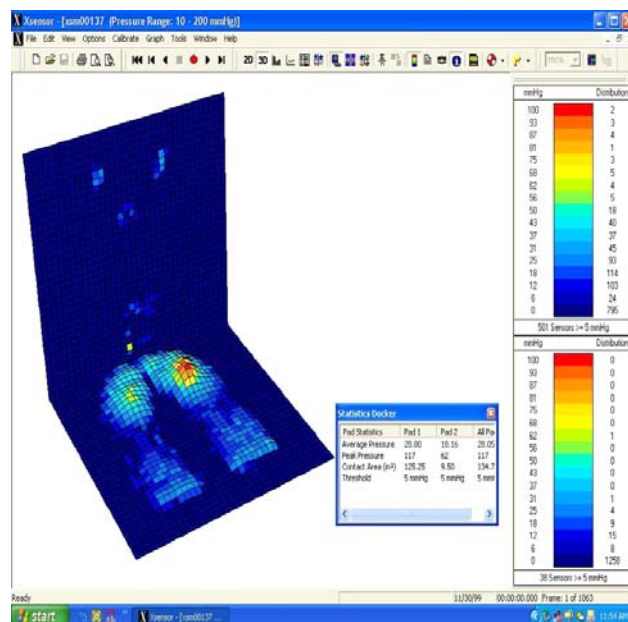 Xsensor - [xsm00137 (Pressure Range: 10 - 200 mmHg)]
File Edit View Options Calibrate Graph Tools Window Help
2D 3D
mmHg Distribution
100 2
93 3
87 4
81 1
75 3
68 5
62 4
56 5
50 18
43 40
37 37
31 45
25 93
18 114
12 103
6 24
0 795
501 Sensors >= 5 mmHg
mmHg Distribution
100 0
93 0
87 0
81 0
75 0
68 0
62 1
56 0
50 0
43 0
37 0
31 1
25 4
18 9
12 15
6 8
0 1258
38 Sensors >= 5 mmHg
Statistics Docker
Pad Statistics Pad 1 Pad 2 All Pa
Average Pressure 28.80 18.16 28.05
Peak Pressure 117 62 117
Contact Area (in²) 125.25 9.50 134.7
Threshold 5 mmHg 5 mmHg 5 mm
Ready 11/30/99 00:00:00.000 Frame: 1 of 1063
start Xsensor - [xsm00137 ... 11:54 AM